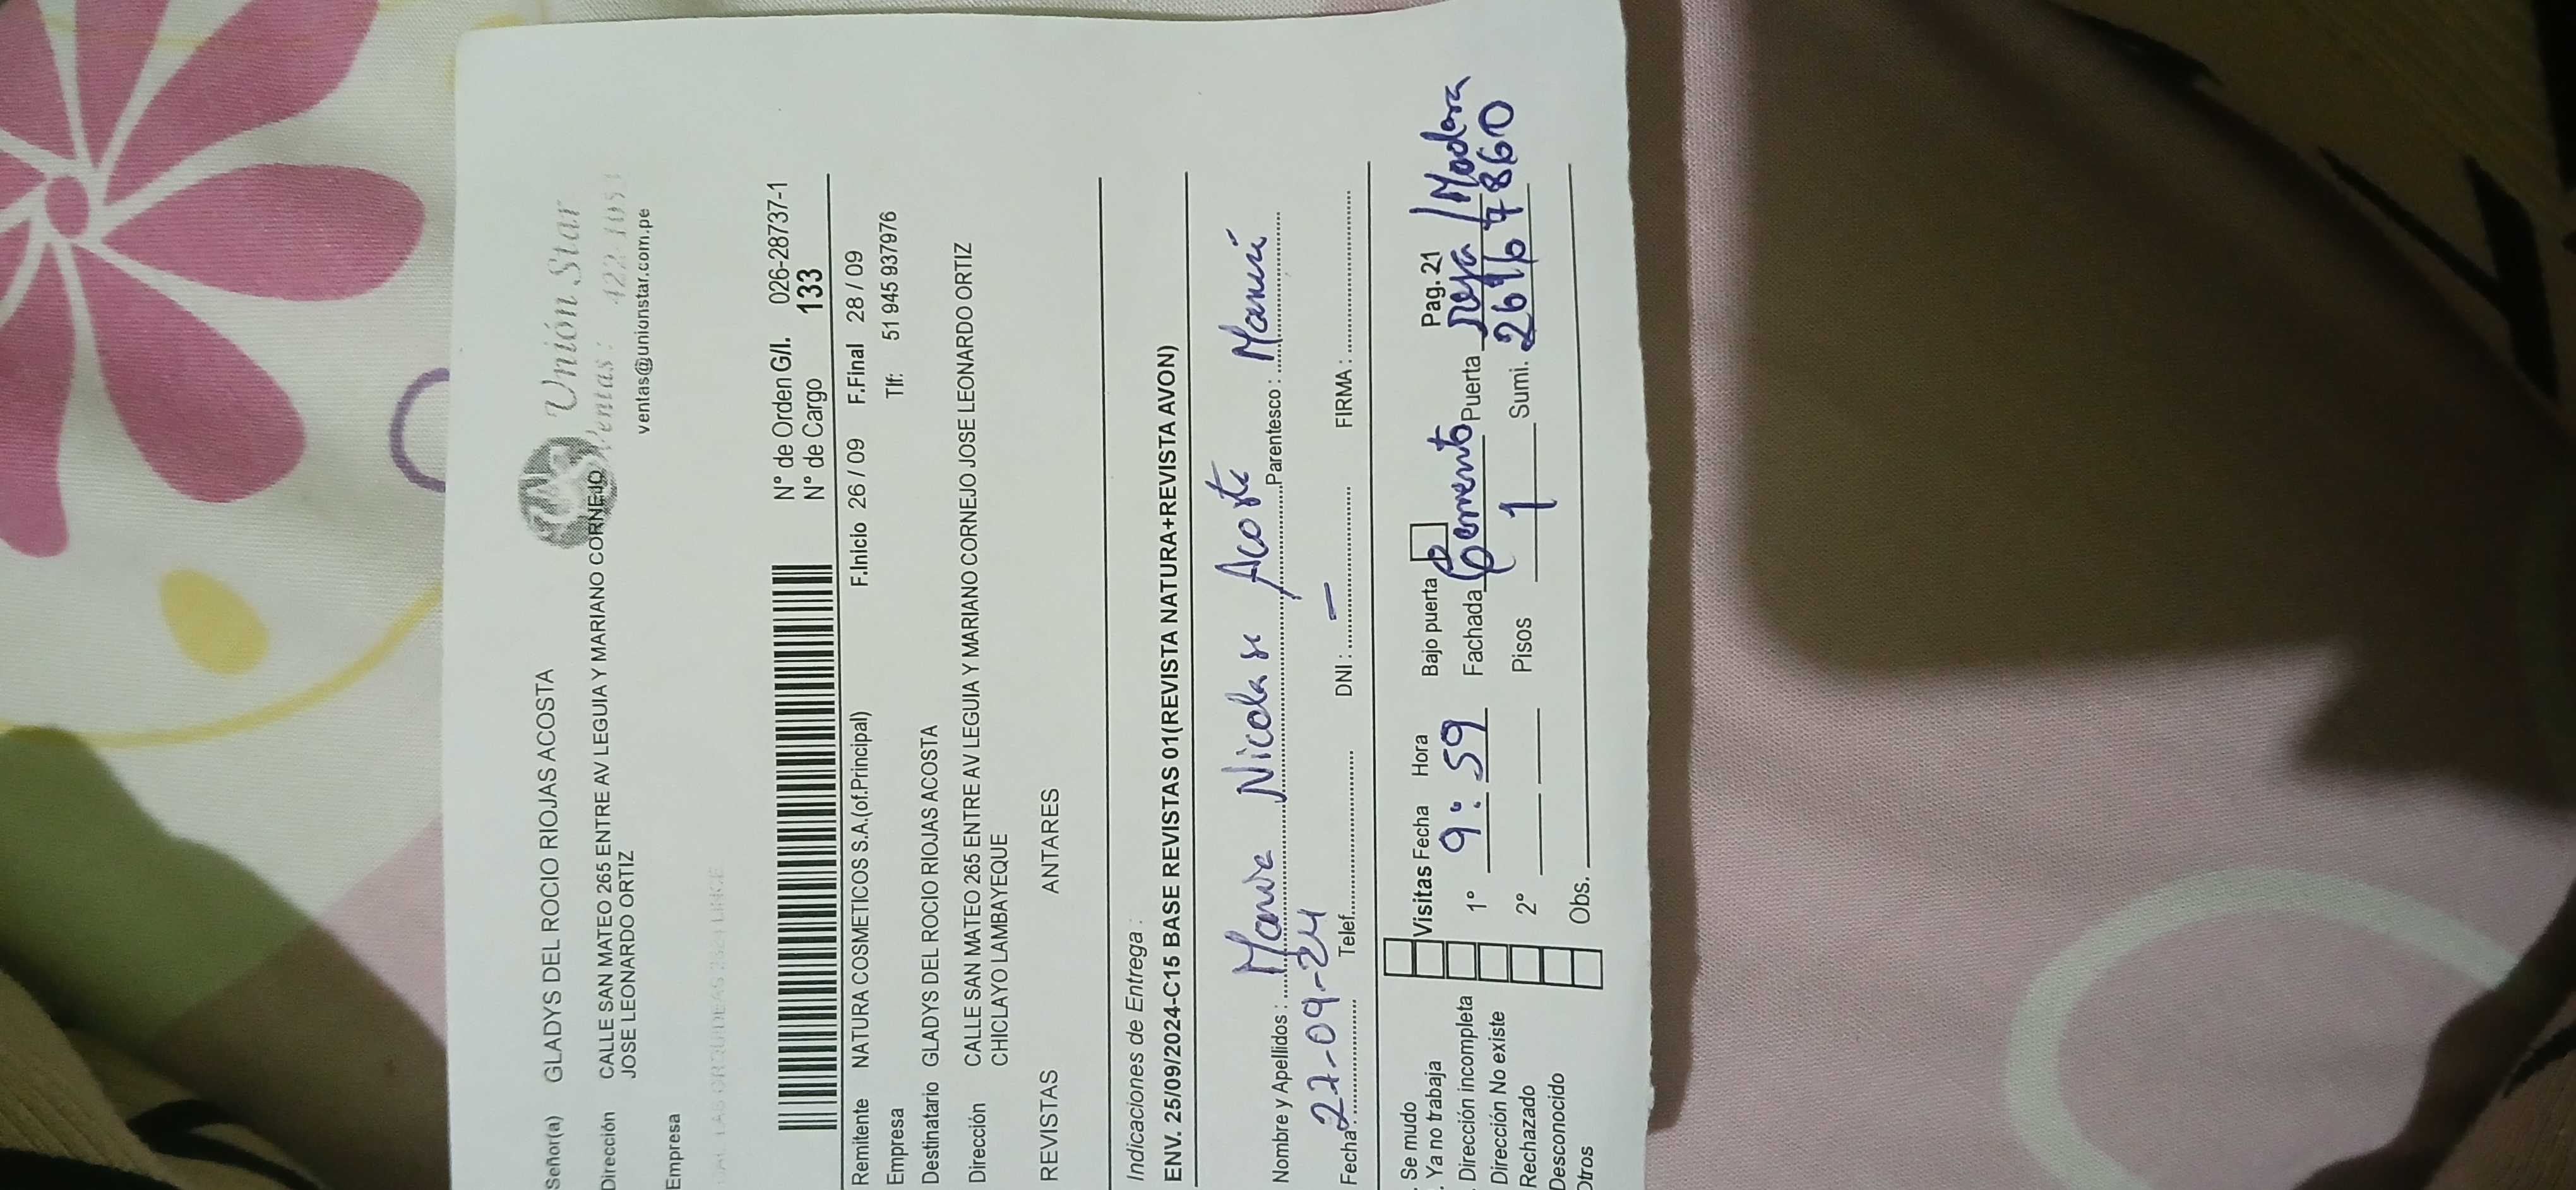 Señor(a) GLADYS DEL ROCIO RIOJAS ACOSTA
Unión Star
Dirección CALLE SAN MATEO 265 ENTRE AV LEGUIA Y MARIANO CORNEJO
Ventas: 422-1051
JOSE LEONARDO ORTIZ
ventas@unionstar.com.pe
Empresa
N° de Orden G/I. 026-28737-1
N° de Cargo 133
Remitente NATURA COSMETICOS S.A.(of.Principal) F.Inicio 26 / 09 F.Final 28 / 09
Empresa Tlf: 51 945 937976
Destinatario GLADYS DEL ROCIO RIOJAS ACOSTA
Dirección CALLE SAN MATEO 265 ENTRE AV LEGUIA Y MARIANO CORNEJO JOSE LEONARDO ORTIZ
CHICLAYO LAMBAYEQUE
REVISTAS ANTARES
Indicaciones de Entrega :
ENV. 25/09/2024-C15 BASE REVISTAS 01(REVISTA NATURA+REVISTA AVON)
Nombre y Apellidos : Acoste Parentesco : Mamá
Fecha: 27-09-24 Telef. DNI : – FIRMA :
Se mudo Visitas Fecha Hora Bajo puerta Pag. 21
Ya no trabaja 1° 9:59 Fachada Cemento Puerta /Madera
Dirección incompleta 2° Pisos 1 Sumi.
Dirección No existe
Rechazado Obs.
Desconocido
Otros